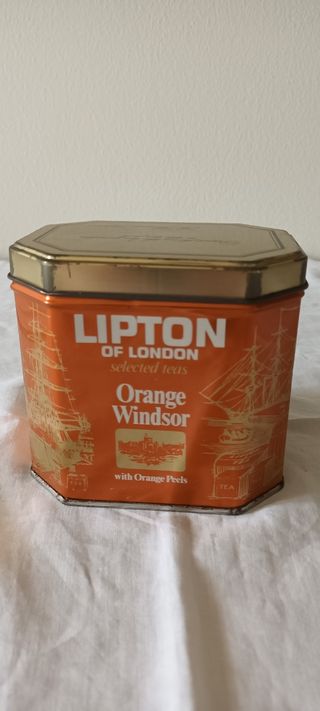 LIPTON
OF LONDON
selected teas
Orange
Windsor
with Orange Peels
TEA